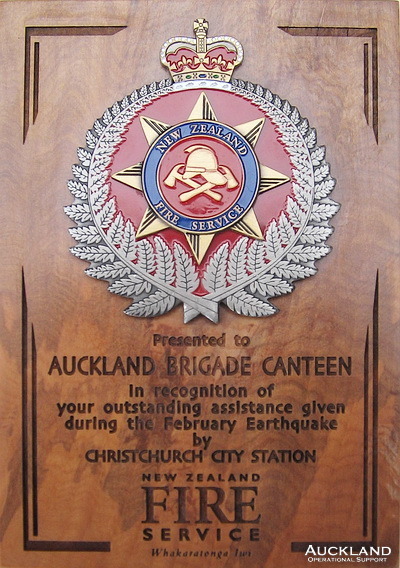 NEW ZEALAND
FIRE SERVICE
Presented to
AUCKLAND BRIGADE CANTEEN
in recognition of
your outstanding assistance given
during the February Earthquake
by
CHRISTCHURCH CITY STATION
NEW ZEALAND
FIRE
SERVICE
Whakaratonga Iwi
AUCKLAND
OPERATIONAL SUPPORT